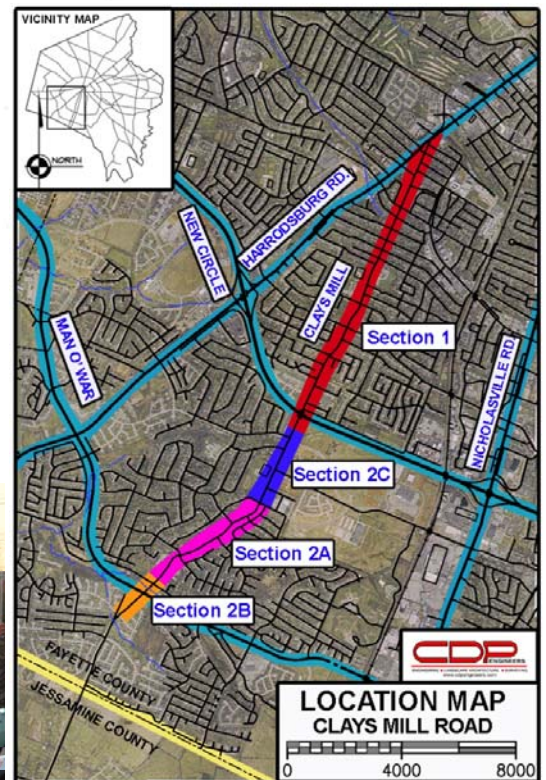 VICINITY MAP
NORTH
HARRODSBURG RD.
NEW CIRCLE
CLAYS MILL
MAN O' WAR
Section 1
NICHOLASVILLE RD.
Section 2C
Section 2A
Section 2B
FAYETTE COUNTY
JESSAMINE COUNTY
CDP ENGINEERS
LOCATION MAP
CLAYS MILL ROAD
0 4000 8000